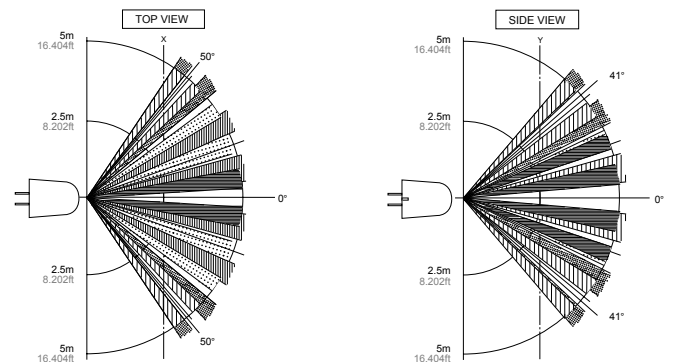 TOP VIEW
5m
16.404ft
X
50°
2.5m
8.202ft
0°
2.5m
8.202ft
50°
5m
16.404ft
SIDE VIEW
5m
16.404ft
Y
41°
2.5m
8.202ft
0°
2.5m
8.202ft
41°
5m
16.404ft